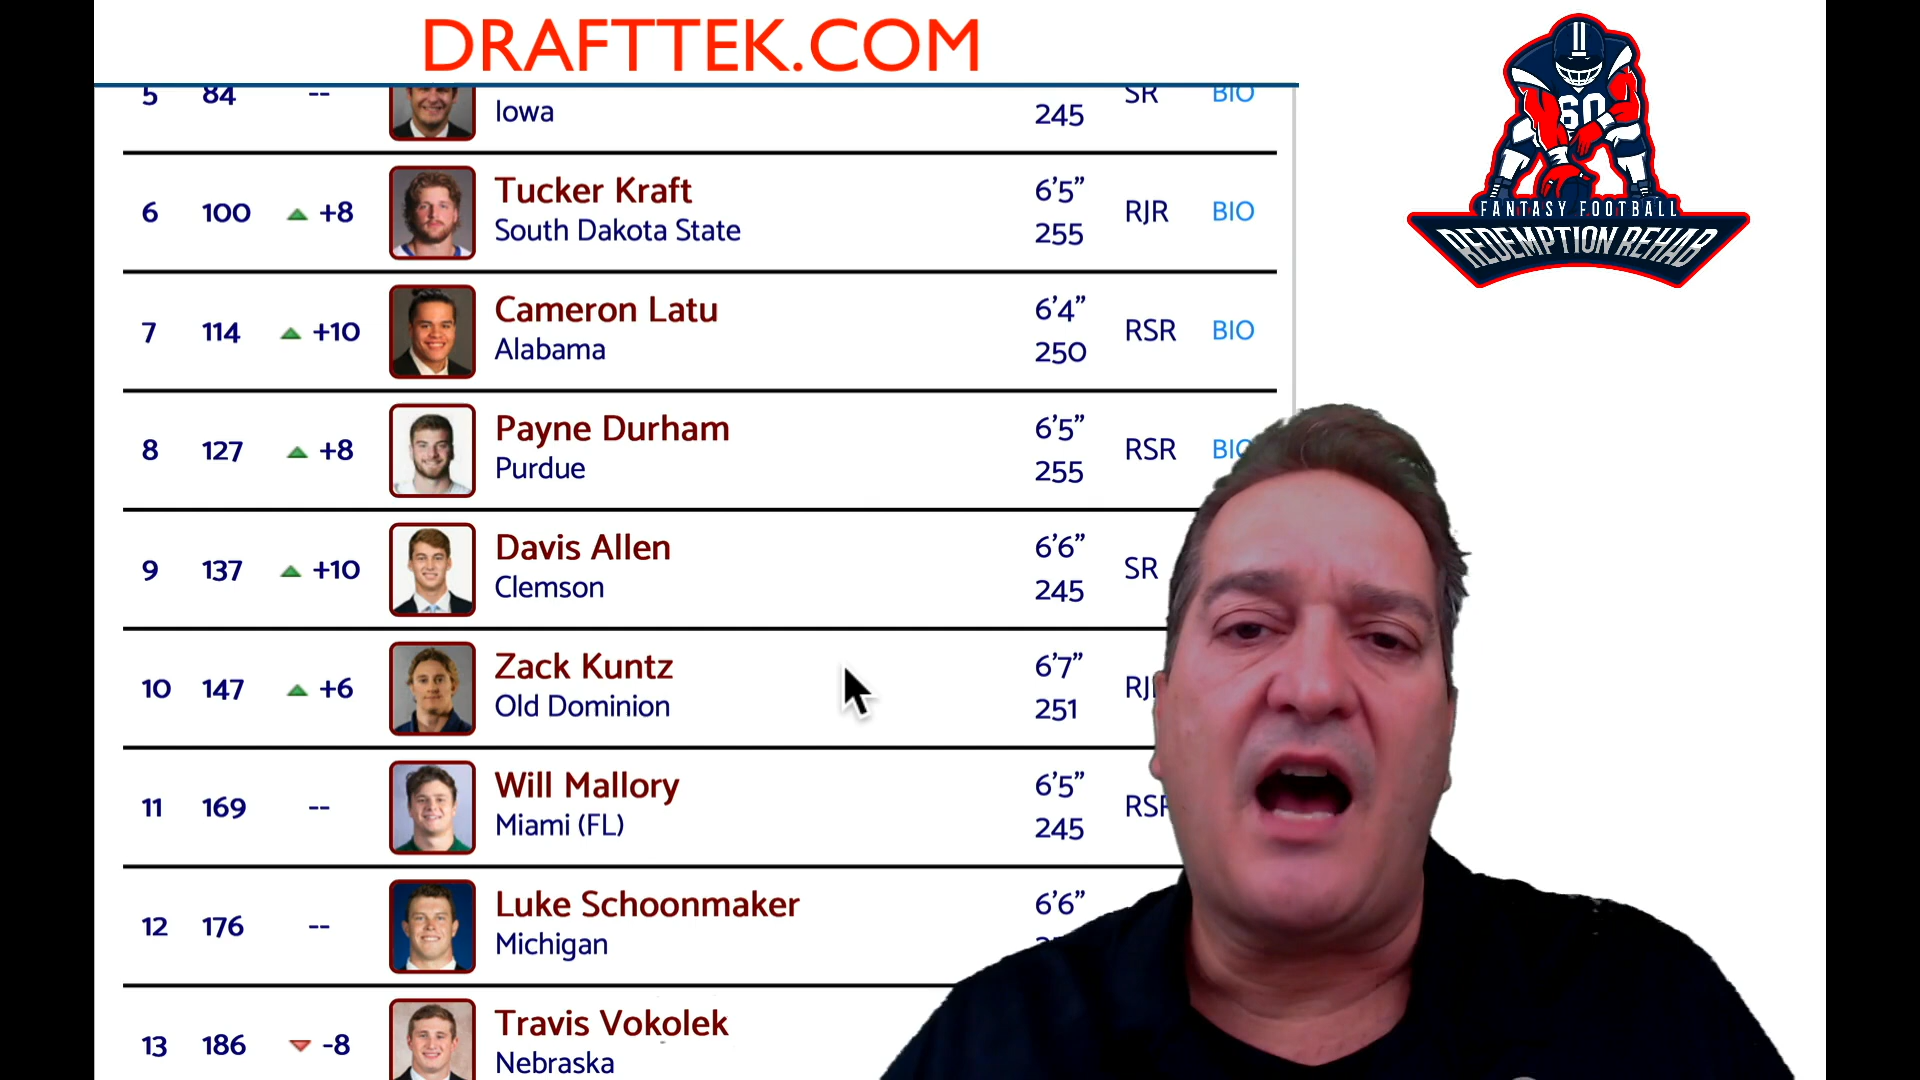 DRAFTTEK.COM
5 84 -- Iowa 245 SR BIO
6 100 +8 Tucker Kraft 6'5" RJR BIO
South Dakota State 255
7 114 +10 Cameron Latu 6'4" RSR BIO
Alabama 250
8 127 +8 Payne Durham 6'5" RSR
Purdue 255
9 137 +10 Davis Allen 6'6" SR
Clemson 245
10 147 +6 Zack Kuntz 6'7"
Old Dominion 251
11 169 -- Will Mallory 6'5"
Miami (FL) 245
12 176 -- Luke Schoonmaker 6'6"
Michigan
13 186 -8 Travis Vokolek
Nebraska
60
FANTASY FOOTBALL
REDEMPTION REHAB